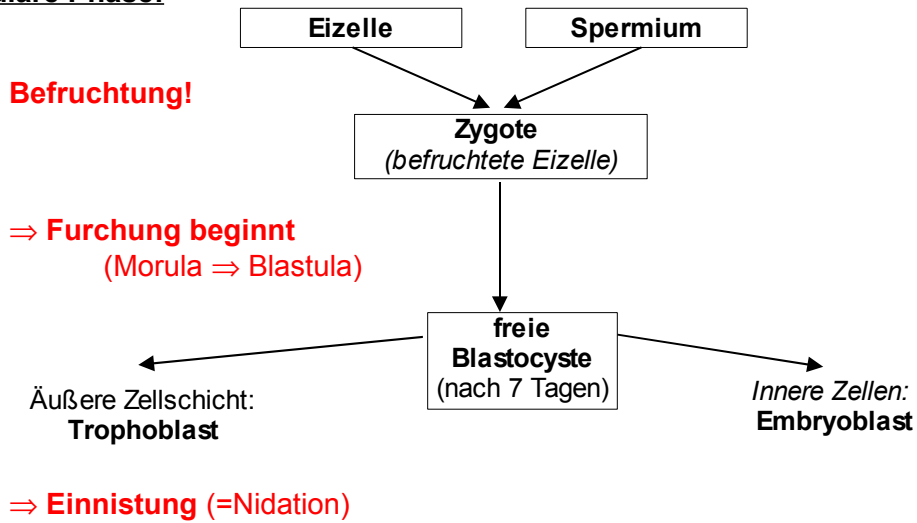 Eizelle
Spermium
Befruchtung!
Zygote
(befruchtete Eizelle)
⇒ Furchung beginnt
(Morula ⇒ Blastula)
freie
Blastocyste
(nach 7 Tagen)
Äußere Zellschicht:
Trophoblast
Innere Zellen:
Embryoblast
⇒ Einnistung (=Nidation)